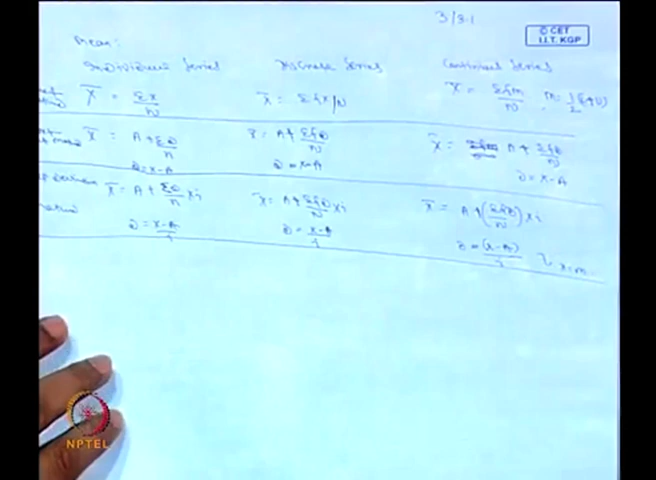 3/3.1
© CET
I.I.T. KGP
Mean:
Individual Series Discrete Series Continuous Series
X̄ = Σx/N X̄ = Σfx/N X̄ = Σfm/N , m = 1/2
X̄ = A + ΣD/N X̄ = A + ΣfD/N X̄ = A + ΣfD/N
D = x-A D = x-A D = x-A
X̄ = A + ΣD/N × i X̄ = A + ΣfD/N × i X̄ = A + (ΣfD/N) × i
D = x-A/i D = x-A/i D = (x-A)/i x = m
NPTEL